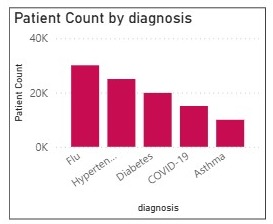 Patient Count by diagnosis
40K
20K
0K
Patient Count
Flu
Hyperten...
Diabetes
COVID-19
Asthma
diagnosis